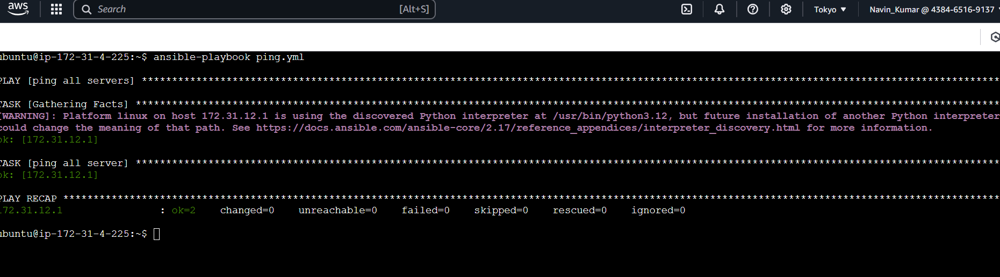 aws
Search [Alt+S] Tokyo ▼ Navin_Kumar @ 4384-6516-9137
ubuntu@ip-172-31-4-225:~$ ansible-playbook ping.yml
PLAY [ping all servers] ************************************************************************************************************************************************
TASK [Gathering Facts] *************************************************************************************************************************************************
[WARNING]: Platform linux on host 172.31.12.1 is using the discovered Python interpreter at /usr/bin/python3.12, but future installation of another Python interpreter
could change the meaning of that path. See https://docs.ansible.com/ansible-core/2.17/reference_appendices/interpreter_discovery.html for more information.
ok: [172.31.12.1]
TASK [ping all server] *************************************************************************************************************************************************
ok: [172.31.12.1]
PLAY RECAP *************************************************************************************************************************************************************
172.31.12.1 : ok=2 changed=0 unreachable=0 failed=0 skipped=0 rescued=0 ignored=0
ubuntu@ip-172-31-4-225:~$